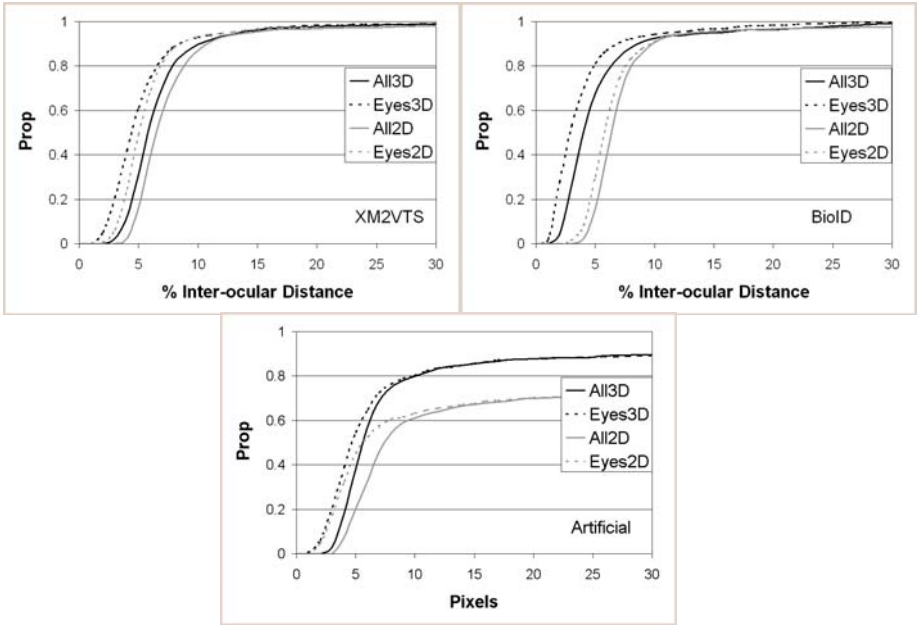 1
0.8
0.6
0.4
0.2
0
Prop
All3D
Eyes3D
All2D
Eyes2D
XM2VTS
0 5 10 15 20 25 30
% Inter-ocular Distance
1
0.8
0.6
0.4
0.2
0
Prop
All3D
Eyes3D
All2D
Eyes2D
BioID
0 5 10 15 20 25 30
% Inter-ocular Distance
1
0.8
0.6
0.4
0.2
0
Prop
All3D
Eyes3D
All2D
Eyes2D
Artificial
0 5 10 15 20 25 30
Pixels